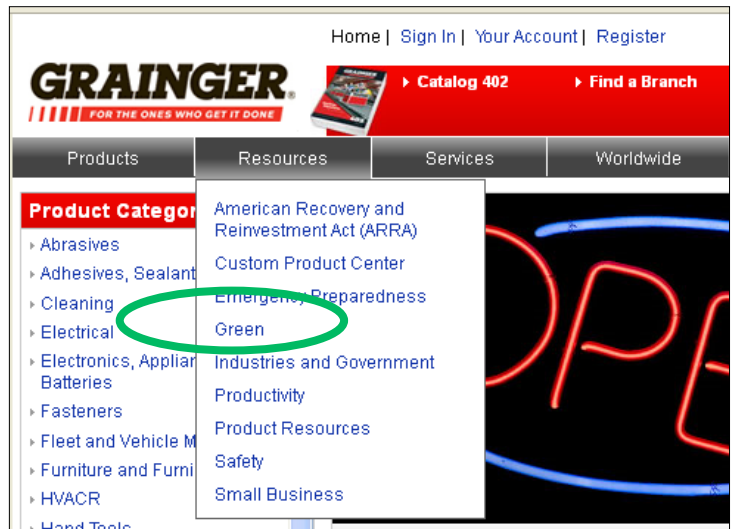 Home | Sign In | Your Account | Register
GRAINGER®
FOR THE ONES WHO GET IT DONE
Catalog 402
Find a Branch
Products
Resources
Services
Worldwide
American Recovery and
Reinvestment Act (ARRA)
Custom Product Center
Emergency Preparedness
Green
Industries and Government
Productivity
Product Resources
Safety
Small Business
Product Categor
Abrasives
Adhesives, Sealant
Cleaning
Electrical
Electronics, Applian
Batteries
Fasteners
Fleet and Vehicle M
Furniture and Furni
HVACR
Hand Tools
OPE